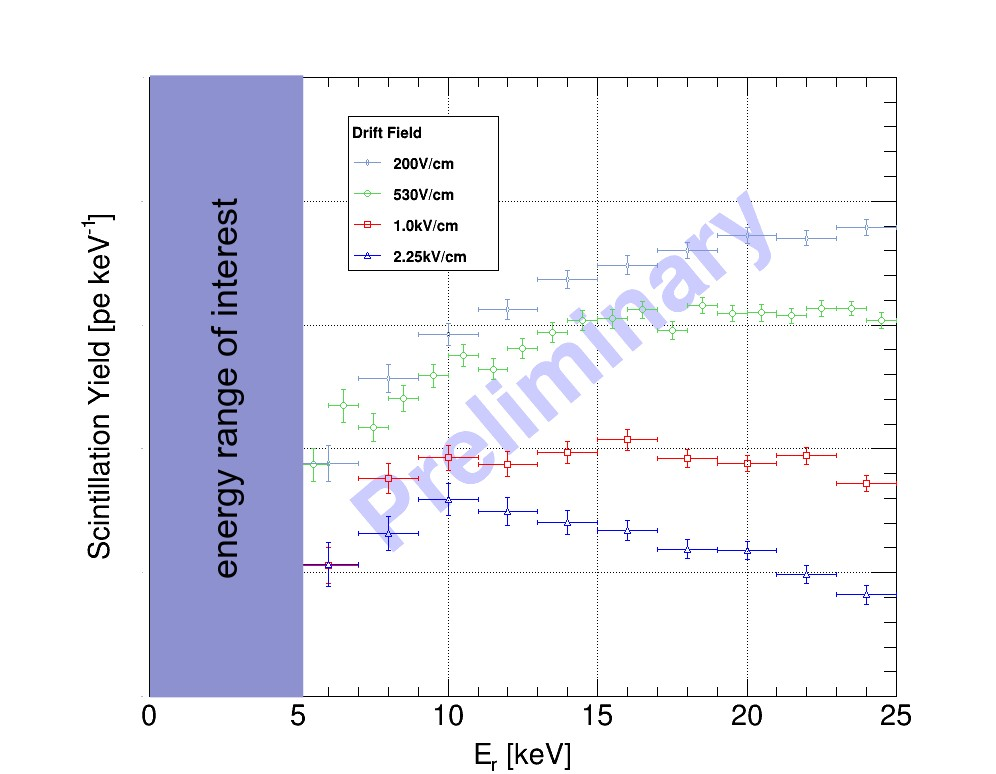 Drift Field
200V/cm
530V/cm
1.0kV/cm
2.25kV/cm
Preliminary
energy range of interest
Scintillation Yield [pe keV⁻¹]
0 5 10 15 20 25
Eᵣ [keV]